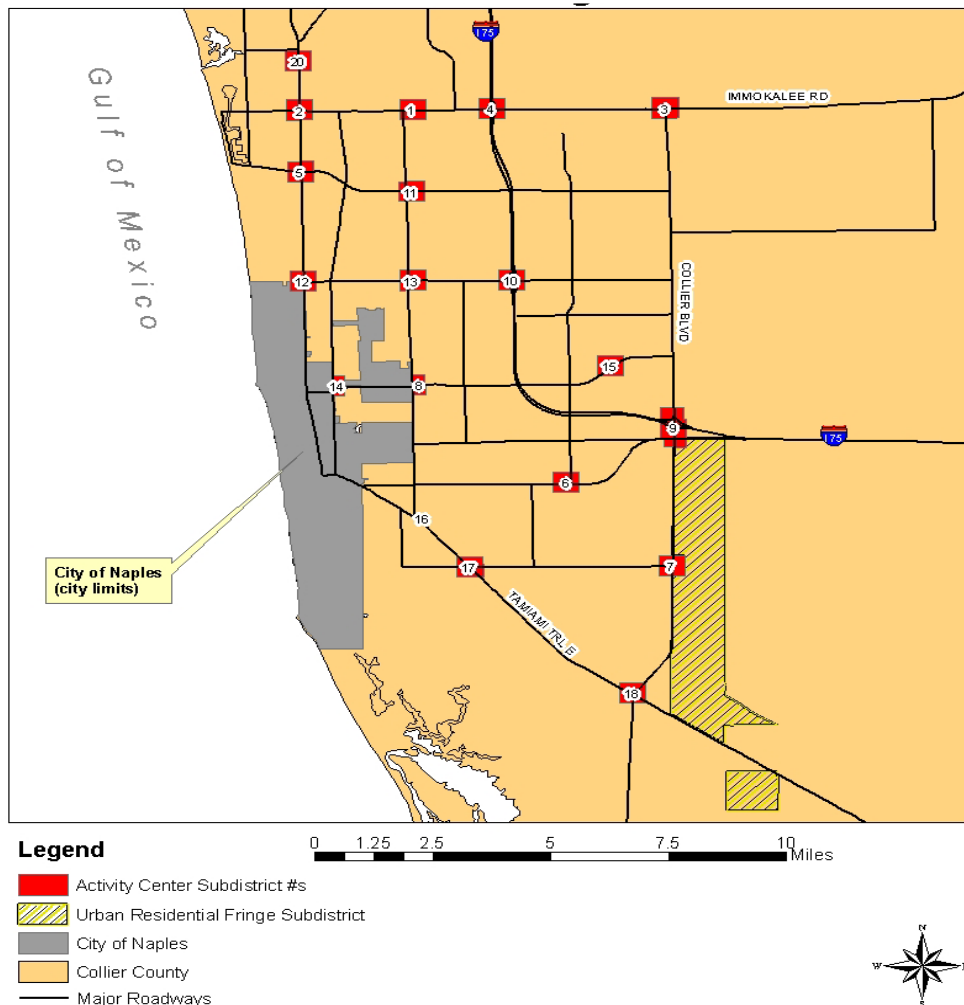 175
20
IMMOKALEE RD
2
1
4
3
Gulf of Mexico
5
11
12
13
10
COLLIER BLVD
15
14
8
9
175
6
16
City of Naples
(city limits)
17
7
TAMIAMI TRL E
18
Legend
0 1.25 2.5 5 7.5 10
Miles
Activity Center Subdistrict #s
Urban Residential Fringe Subdistrict
City of Naples
Collier County
Major Roadways
N
W